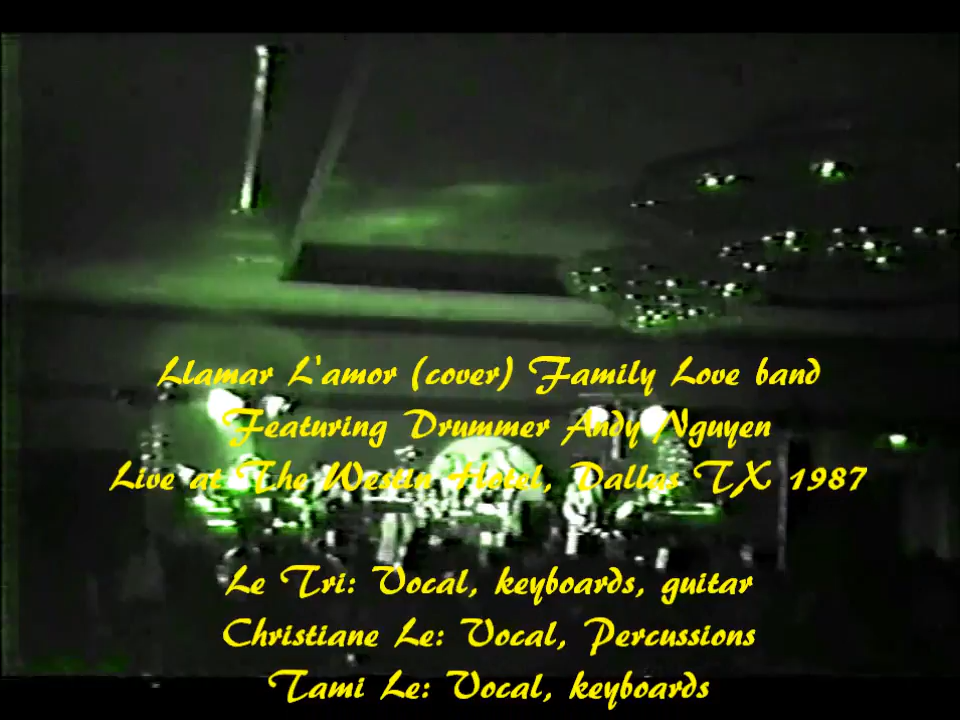 Llamar L'amor (cover) Family Love band
Featuring Drummer Andy Nguyen
Live at The Westin Hotel, Dallas TX 1987
Le Tri: Vocal, keyboards, guitar
Christiane Le: Vocal, Percussions
Tami Le: Vocal, keyboards